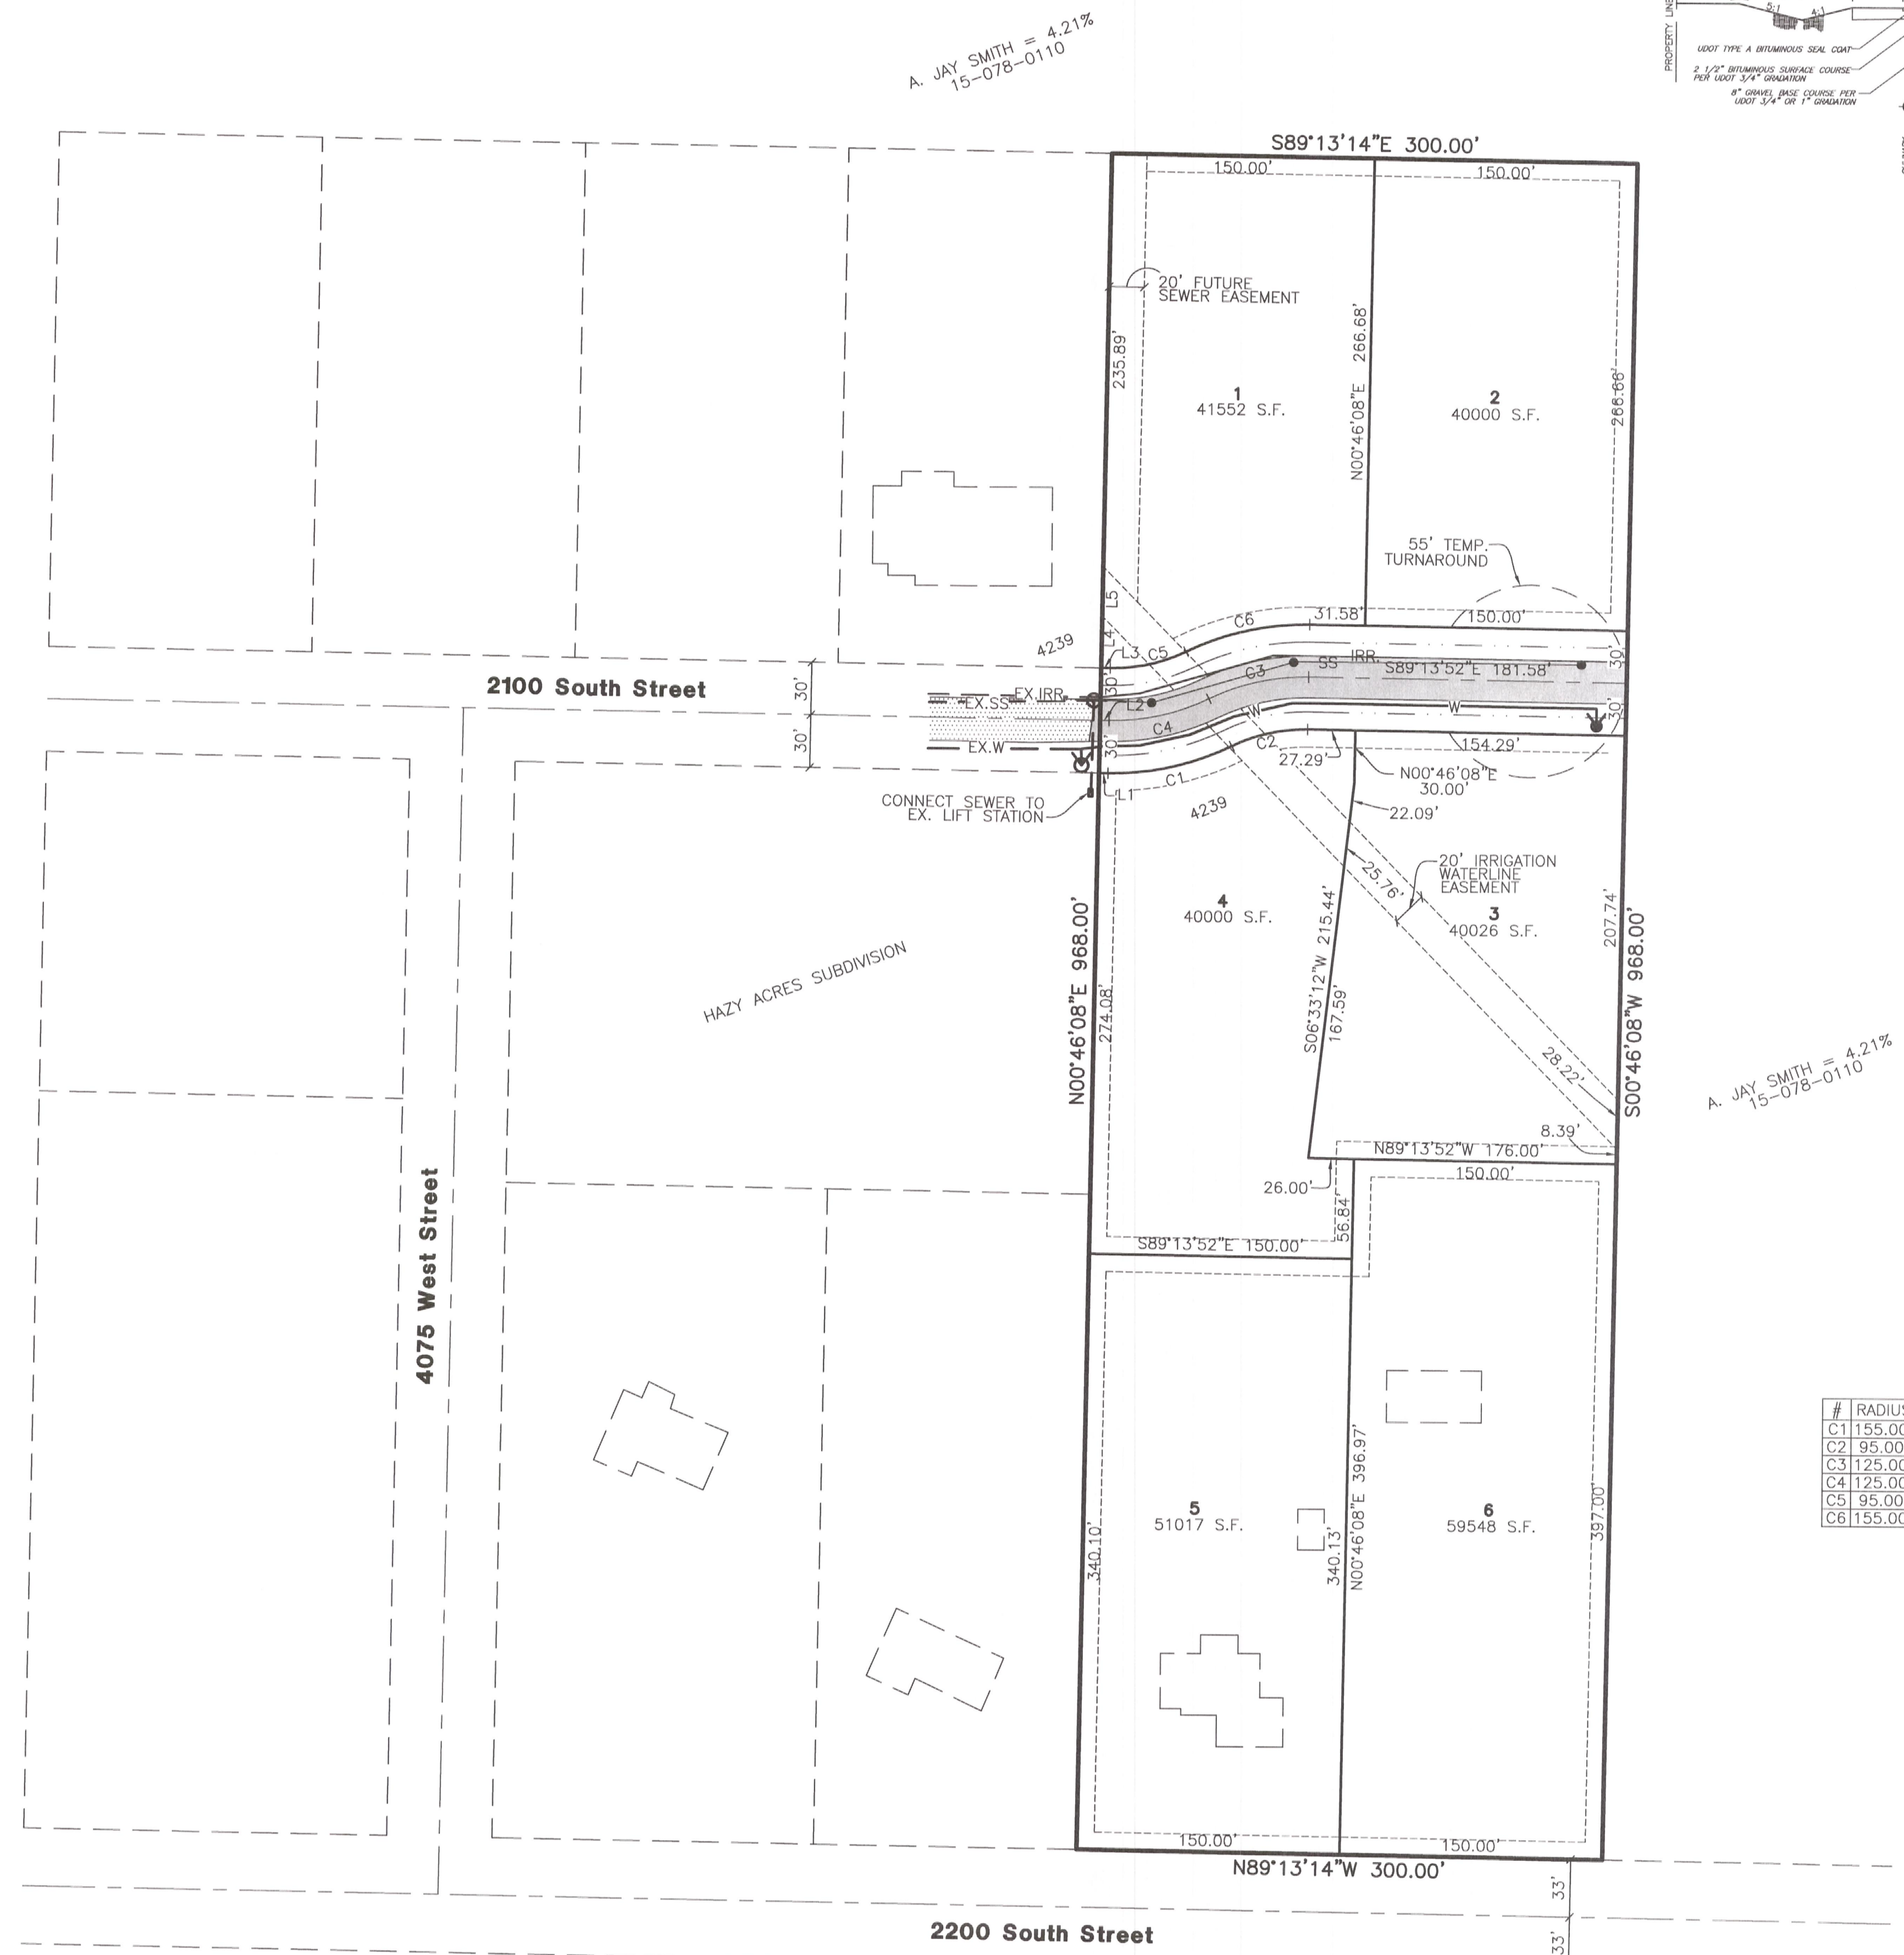 A. JAY SMITH = 4.21%
15-078-0110
PROPERTY LINE
5:1
4:1
UDOT TYPE A BITUMINOUS SEAL COAT
2 1/2" BITUMINOUS SURFACE COURSE
PER UDOT 3/4" GRADATION
8" GRAVEL BASE COURSE PER
UDOT 3/4" OR 1" GRADATION
S89°13'14"E 300.00'
150.00'
150.00'
20' FUTURE
SEWER EASEMENT
235.89'
N00°46'08"E 266.68'
266.66'
1
41552 S.F.
2
40000 S.F.
55' TEMP.
TURNAROUND
L5
L4
C6
31.58'
150.00'
4239
L3
C5
30'
IRR.
SS
S89°13'52"E 181.58'
30'
C3
2100 South Street
30'
30'
EX.IRR.
EX.SS
EX.W
L2
C4
W
W
30'
30'
C2
27.29'
154.29'
C1
L1
N00°46'08"E
30.00'
22.09'
CONNECT SEWER TO
EX. LIFT STATION
4239
20' IRRIGATION
WATERLINE
EASEMENT
25.76'
4
40000 S.F.
3
40026 S.F.
S06°33'12"W 215.44'
167.59'
207.74'
S00°46'08"W 968.00'
N00°46'08"E 968.00'
274.08'
HAZY ACRES SUBDIVISION
28.22'
A. JAY SMITH = 4.21%
15-078-0110
8.39'
N89°13'52"W 176.00'
150.00'
26.00'
56.84'
S89°13'52"E 150.00'
4075 West Street
# RADIUS
C1 155.00
C2 95.00
C3 125.00
C4 125.00
C5 95.00
C6 155.00
5
51017 S.F.
6
59548 S.F.
340.10'
340.13'
N00°46'08"E 396.97'
397.00'
150.00'
150.00'
N89°13'14"W 300.00'
33'
33'
2200 South Street